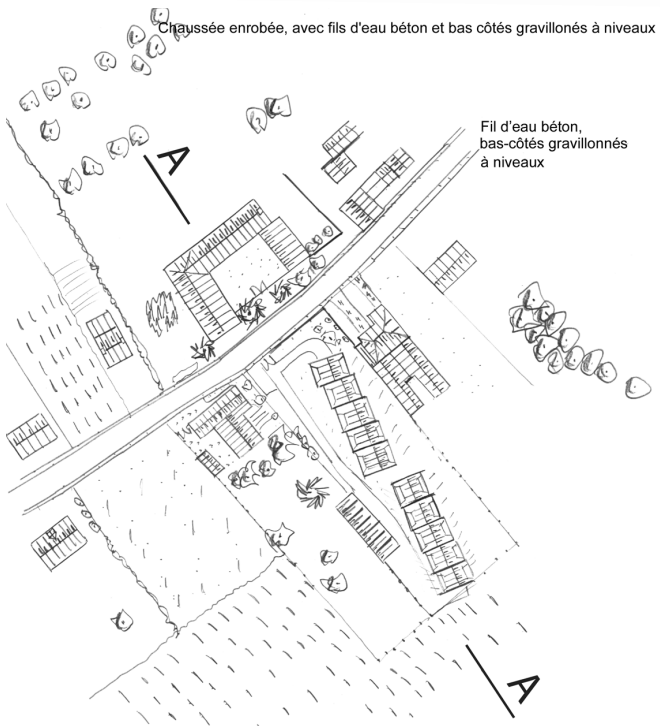 Chaussée enrobée, avec fils d'eau béton et bas côtés gravillonés à niveaux
Fil d'eau béton,
bas-côtés gravillonnés
à niveaux
A
A